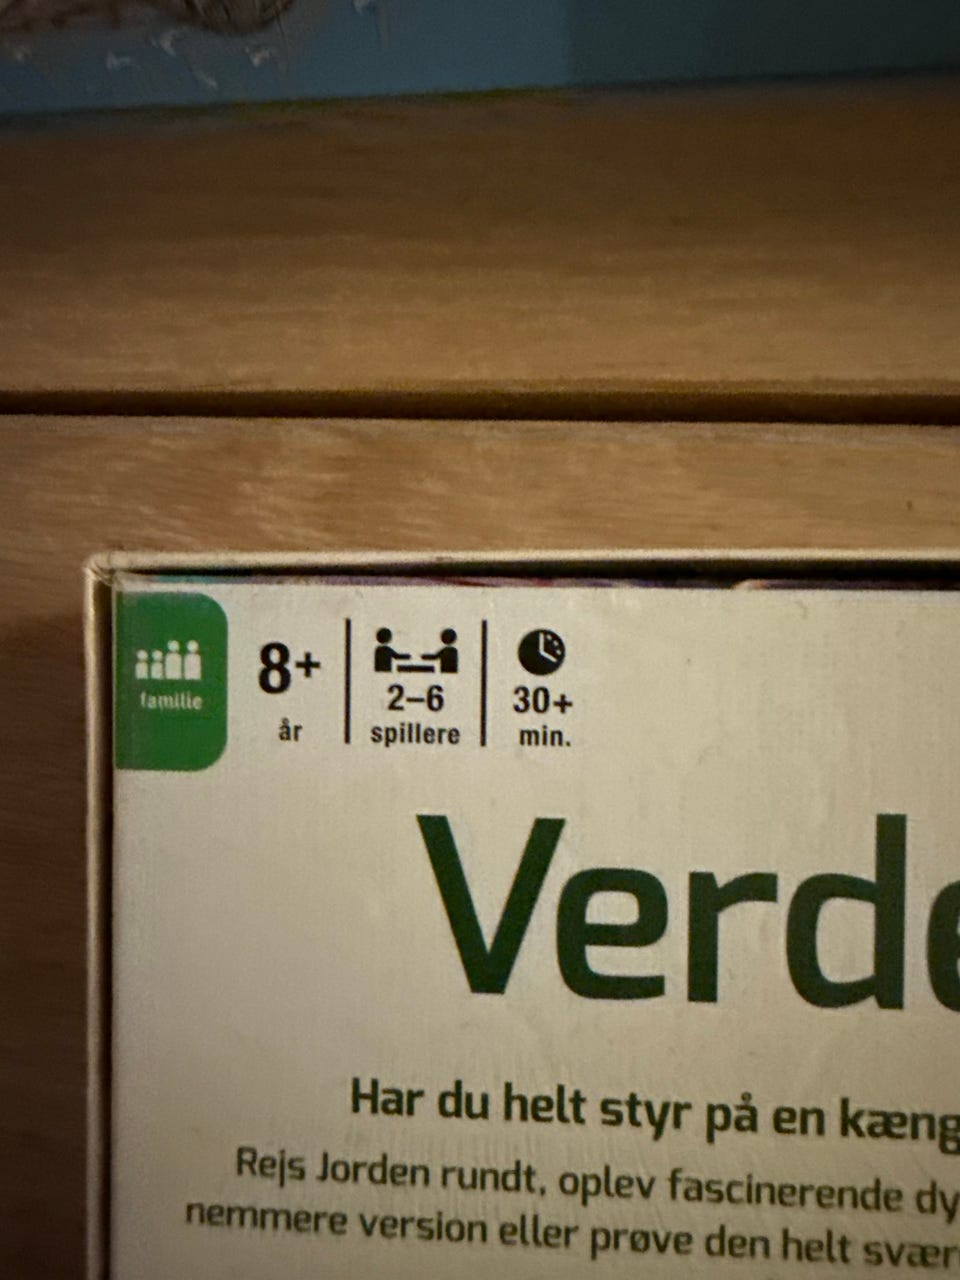 familie
8+
år
2–6
spillere
30+
min.
Verde
Har du helt styr på en kæng
Rejs Jorden rundt, oplev fascinerende dy
nemmere version eller prøve den helt svær